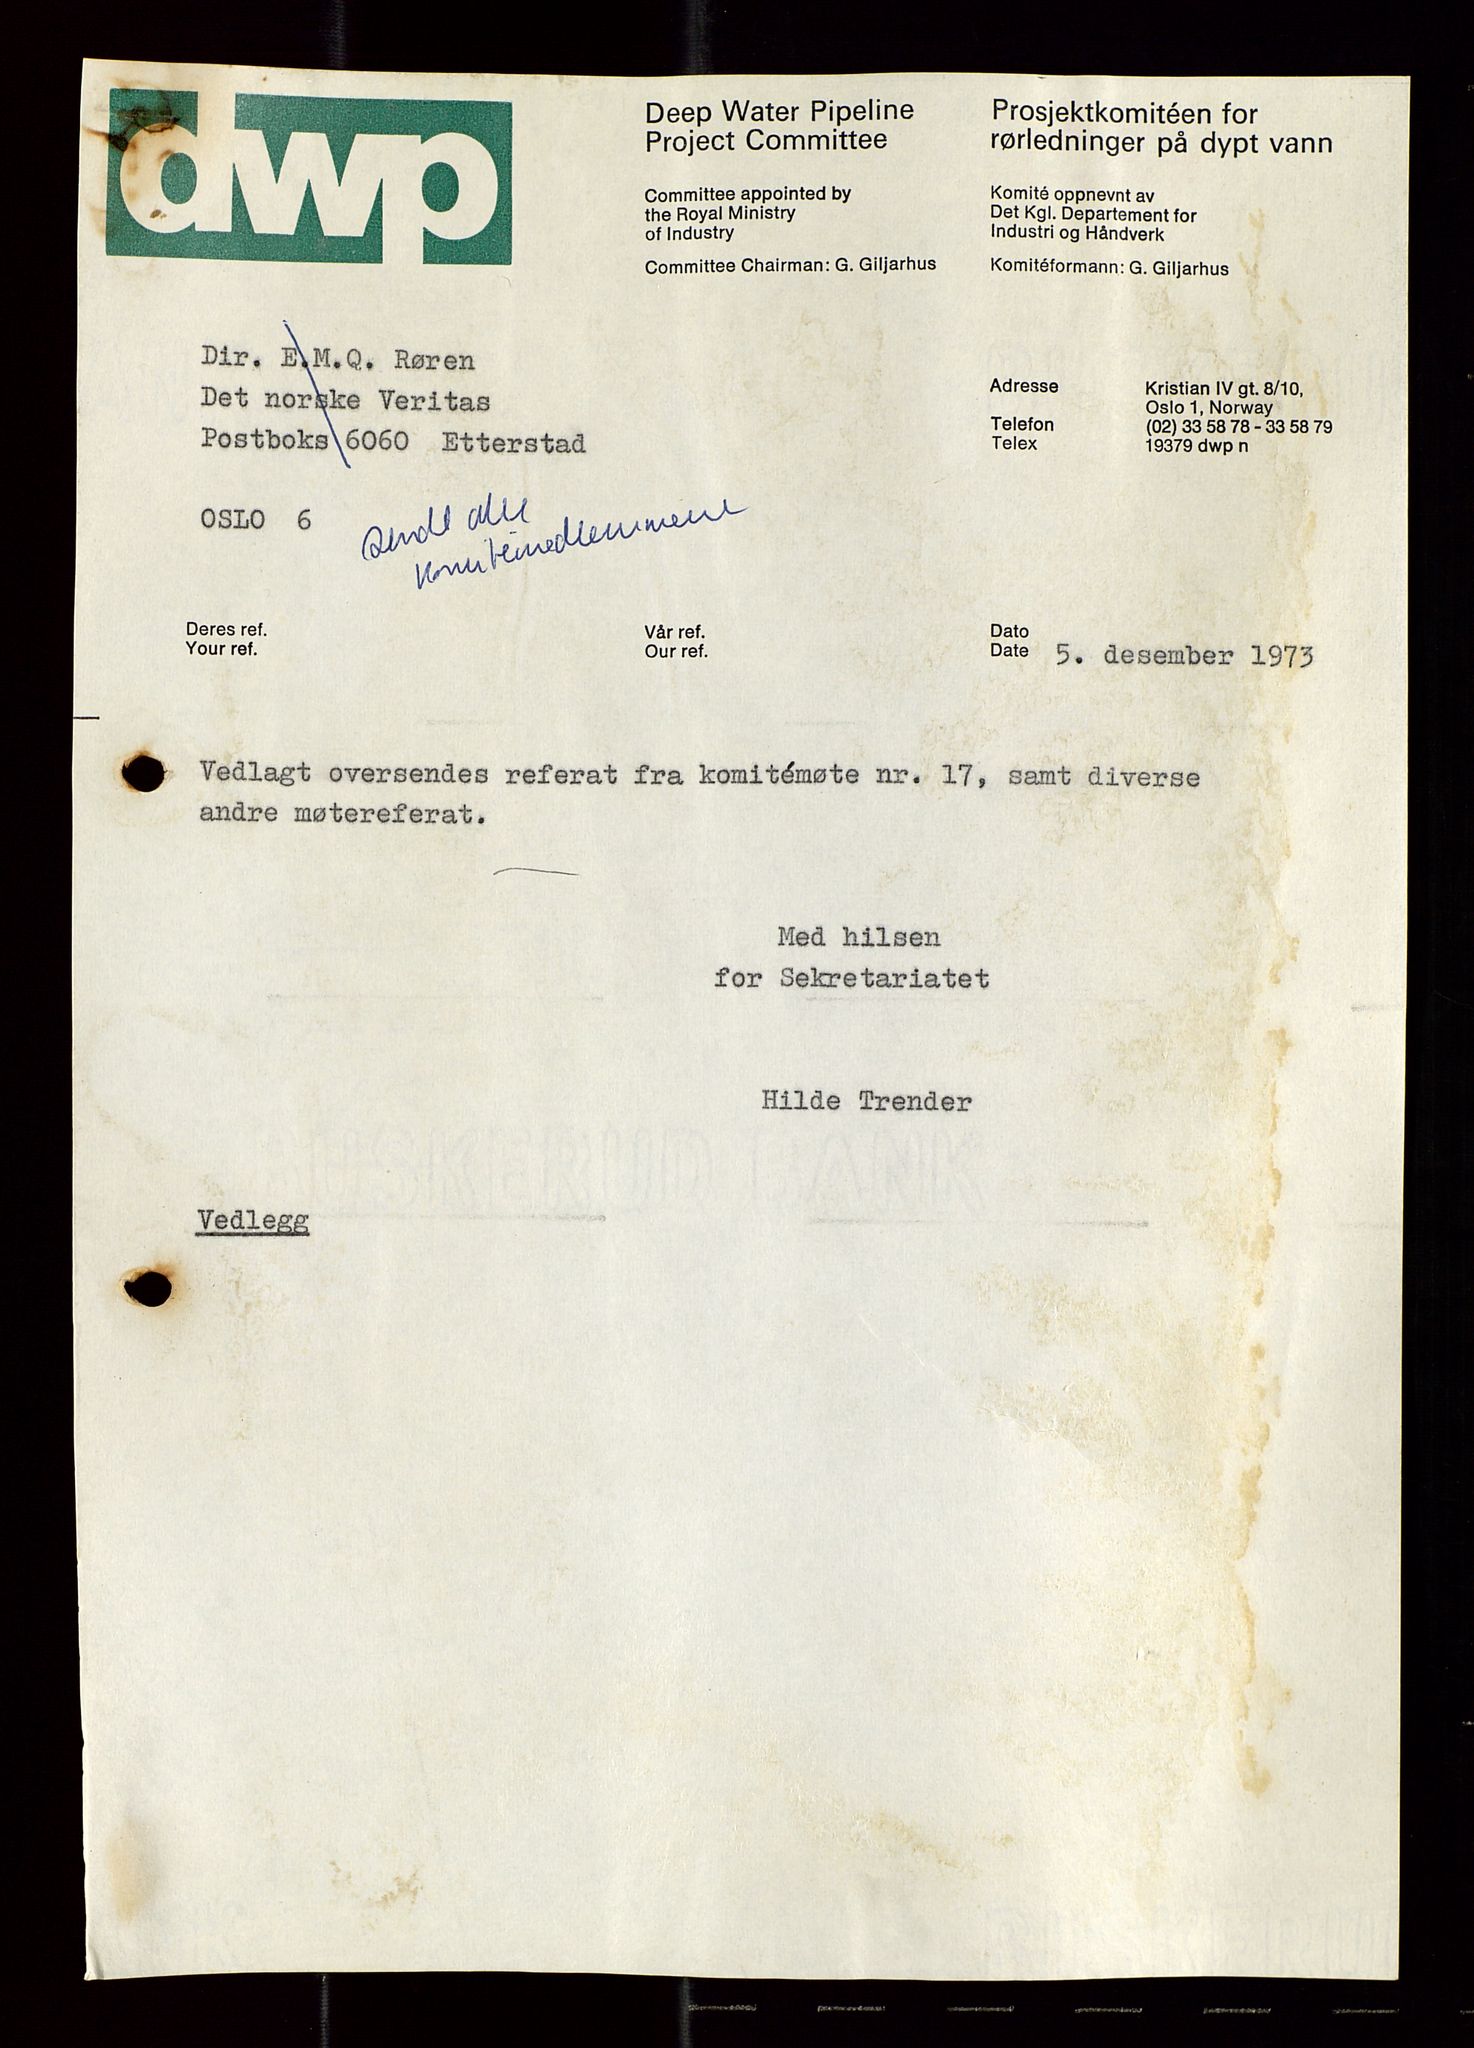 dwp
Deep Water Pipeline
Project Committee
Committee appointed by
the Royal Ministry
of Industry
Committee Chairman: G. Giljarhus
Prosjektkomitéen for
rørledninger på dypt vann
Komité oppnevnt av
Det Kgl. Departement for
Industri og Håndverk
Komitéformann: G. Giljarhus
Dir. E.M.Q. Røren
Det norske Veritas
Postboks 6060 Etterstad
OSLO 6
Sendt alle
komitémedlemmene
Adresse Kristian IV gt. 8/10,
Oslo 1, Norway
Telefon (02) 33 58 78 - 33 58 79
Telex 19379 dwp n
Deres ref.
Your ref.
Vår ref.
Our ref.
Dato
Date 5. desember 1973
Vedlagt oversendes referat fra komitémøte nr. 17, samt diverse
andre møtereferat.
Med hilsen
for Sekretariatet
Hilde Trender
Vedlegg